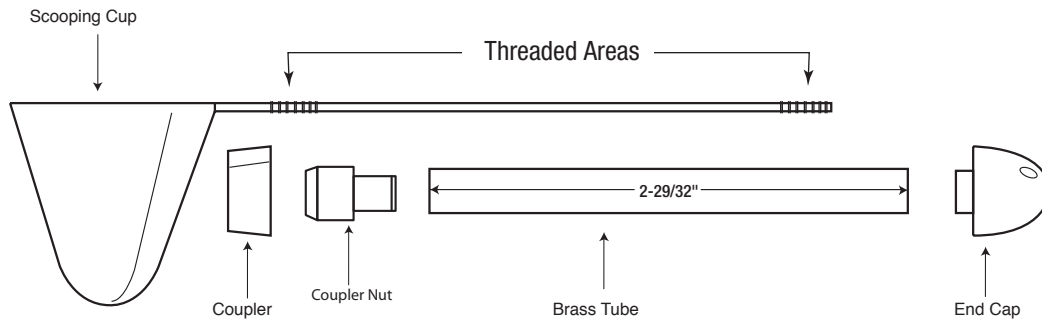 Scooping Cup
Threaded Areas
2-29/32"
Coupler
Coupler Nut
Brass Tube
End Cap